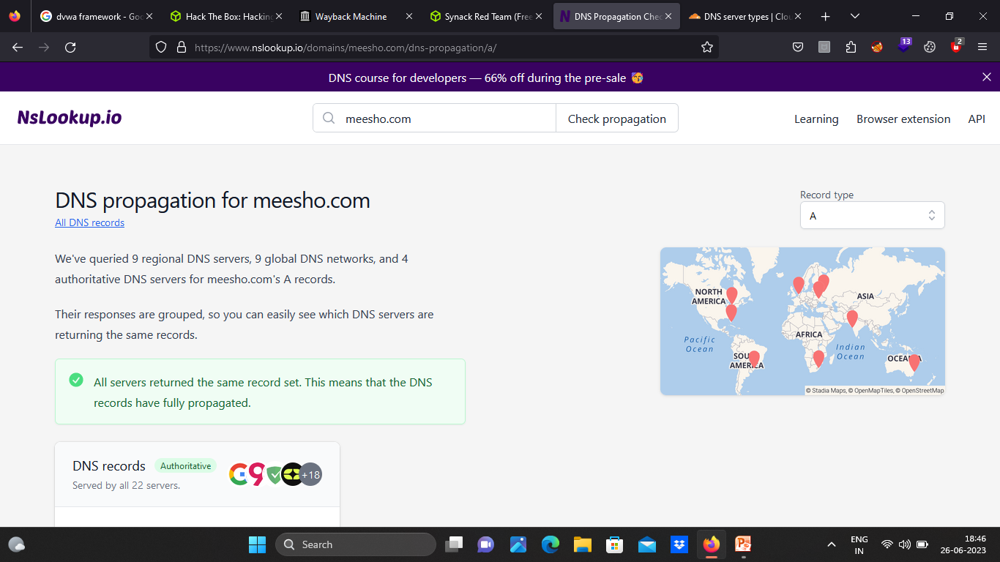 dvwa framework - Goo
Hack The Box: Hacking
Wayback Machine
Synack Red Team (Free
DNS Propagation Chec
DNS server types | Clou
https://www.nslookup.io/domains/meesho.com/dns-propagation/a/
13
2
DNS course for developers — 66% off during the pre-sale 🥳
NsLookup.io
meesho.com
Check propagation
Learning
Browser extension
API
DNS propagation for meesho.com
All DNS records
Record type
A
We've queried 9 regional DNS servers, 9 global DNS networks, and 4
authoritative DNS servers for meesho.com's A records.
Their responses are grouped, so you can easily see which DNS servers are
returning the same records.
NORTH
AMERICA
ASIA
AFRICA
Pacific
Ocean
Indian
Ocean
SOU
AMERICA
OCEANIA
© Stadia Maps, © OpenMapTiles, © OpenStreetMap
All servers returned the same record set. This means that the DNS
records have fully propagated.
DNS records
Authoritative
+18
Served by all 22 servers.
Search
ENG
IN
18:46
26-06-2023